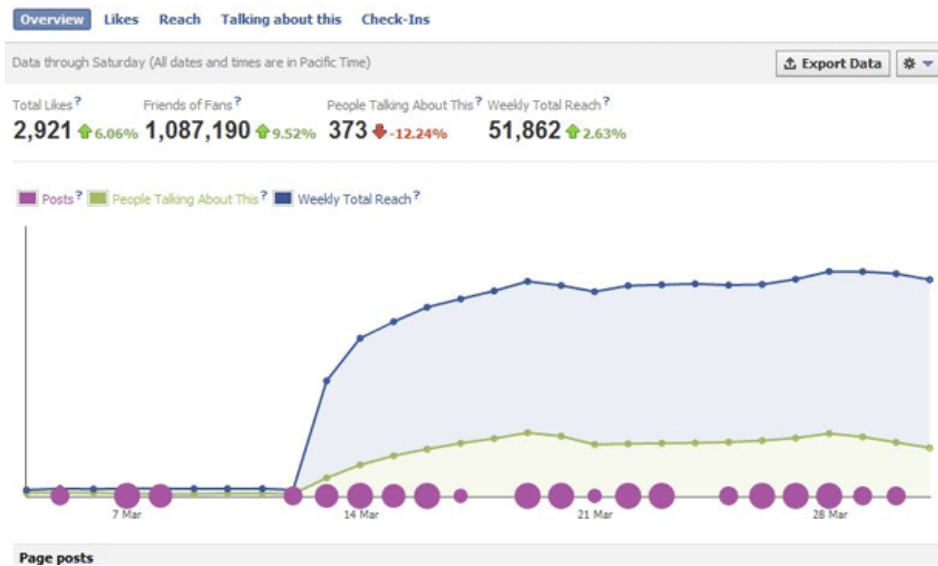 Overview Likes Reach Talking about this Check-Ins
Data through Saturday (All dates and times are in Pacific Time) Export Data
Total Likes? Friends of Fans? People Talking About This? Weekly Total Reach?
2,921 6.06% 1,087,190 9.52% 373 -12.24% 51,862 2.63%
Posts? People Talking About This? Weekly Total Reach?
7 Mar 14 Mar 21 Mar 28 Mar
Page posts